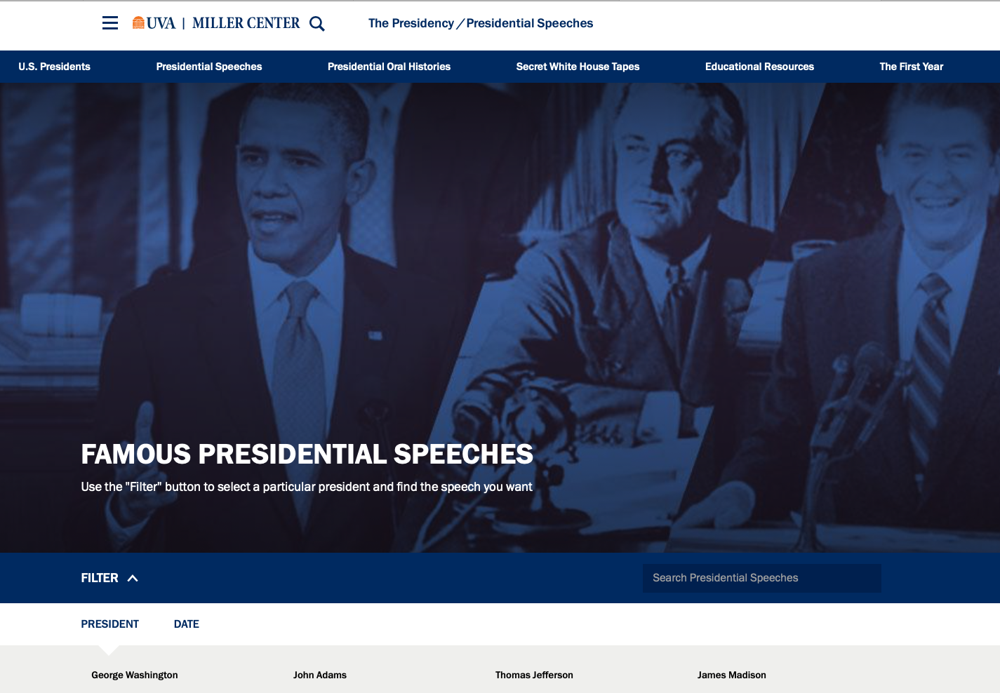 UVA | MILLER CENTER
The Presidency / Presidential Speeches
U.S. Presidents
Presidential Speeches
Presidential Oral Histories
Secret White House Tapes
Educational Resources
The First Year
FAMOUS PRESIDENTIAL SPEECHES
Use the "Filter" button to select a particular president and find the speech you want
FILTER
Search Presidential Speeches
PRESIDENT
DATE
George Washington
John Adams
Thomas Jefferson
James Madison